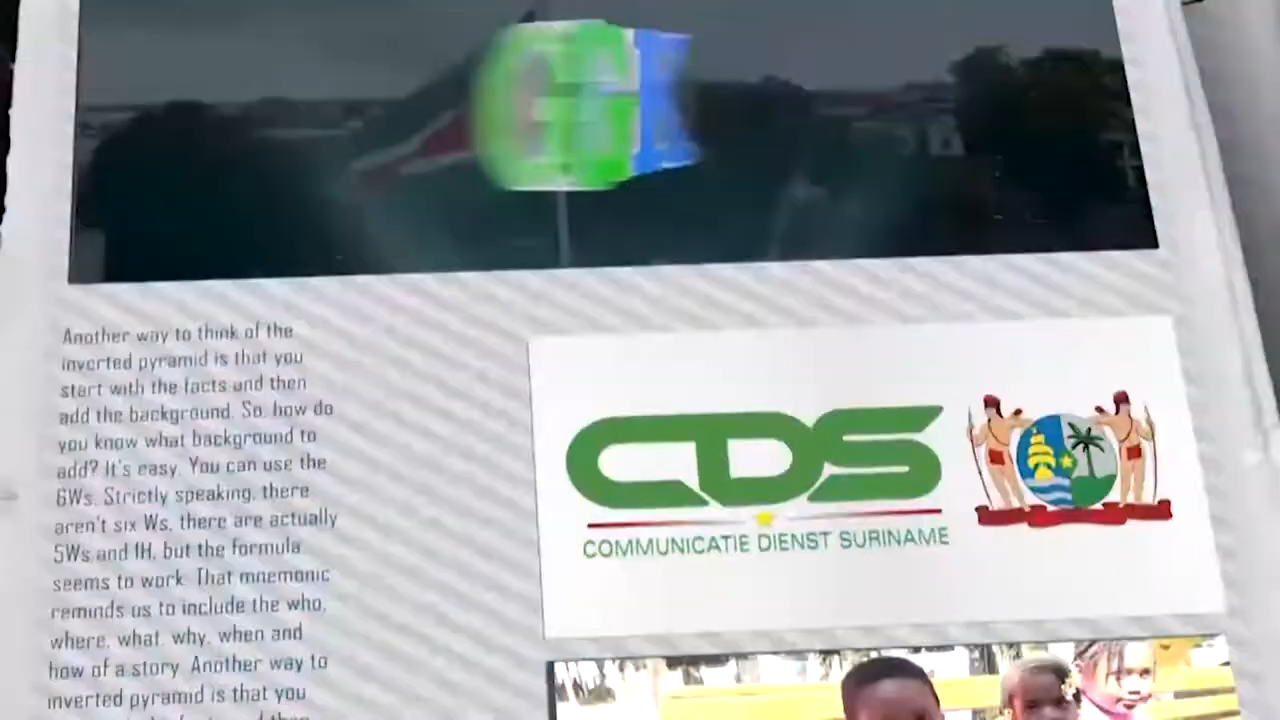 Another way to think of the
inverted pyramid is that you
start with the facts and then
add the background. So, how do
you know what background to
add? It's easy. You can use the
6Ws. Strictly speaking, there
aren't six Ws, there are actually
5Ws and 1H, but the formula
seems to work. That mnemonic
reminds us to include the who,
where, what, why, when and
how of a story. Another way to
inverted pyramid is that you
CDS
COMMUNICATIE DIENST SURINAME